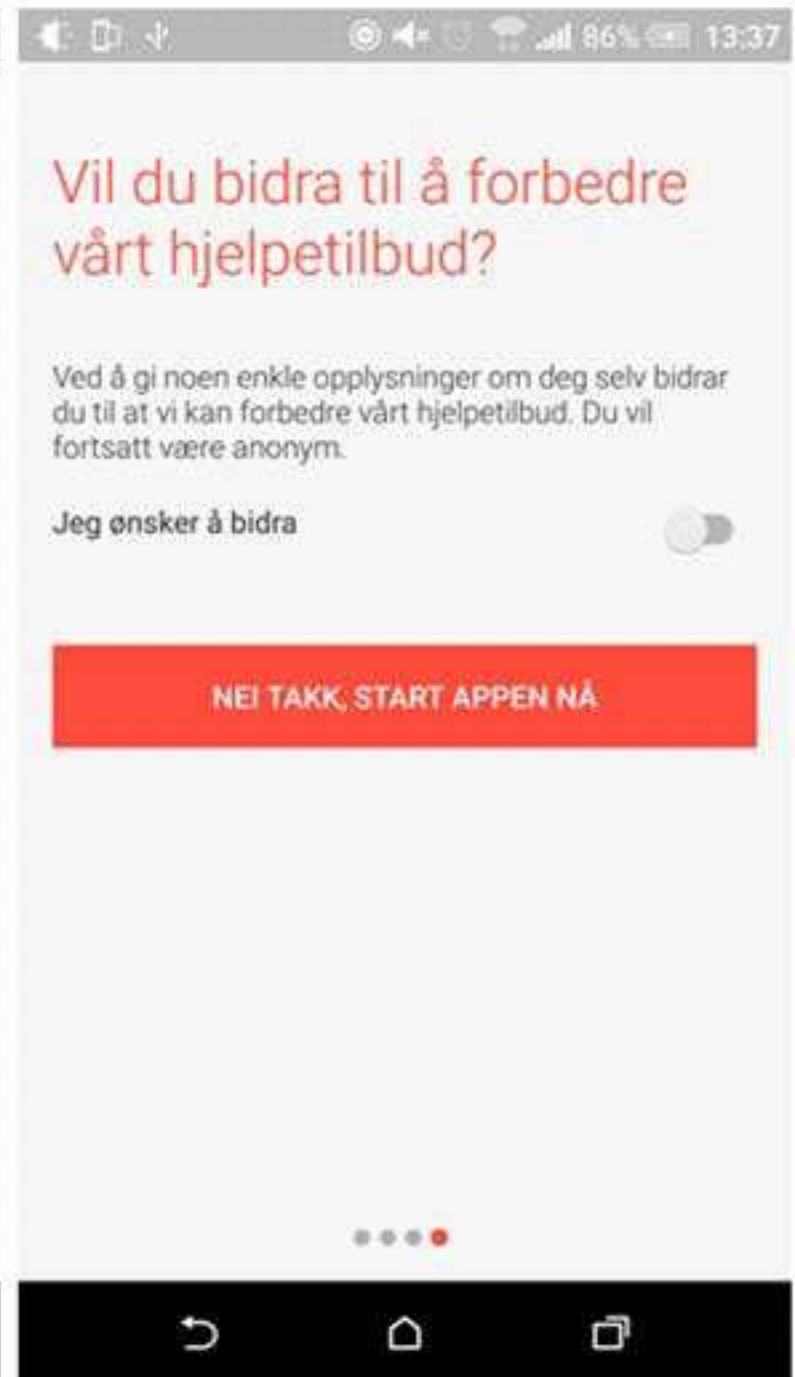 86% 13:37
Vil du bidra til å forbedre
vårt hjelpetilbud?
Ved å gi noen enkle opplysninger om deg selv bidrar
du til at vi kan forbedre vårt hjelpetilbud. Du vil
fortsatt være anonym.
Jeg ønsker å bidra
NEI TAKK, START APPEN NÅ